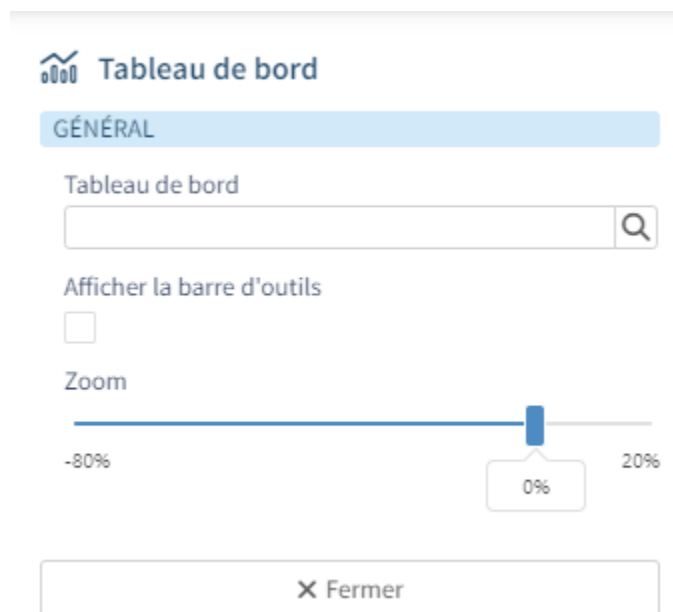 Tableau de bord
GÉNÉRAL
Tableau de bord
Afficher la barre d'outils
Zoom
-80%
20%
0%
Fermer